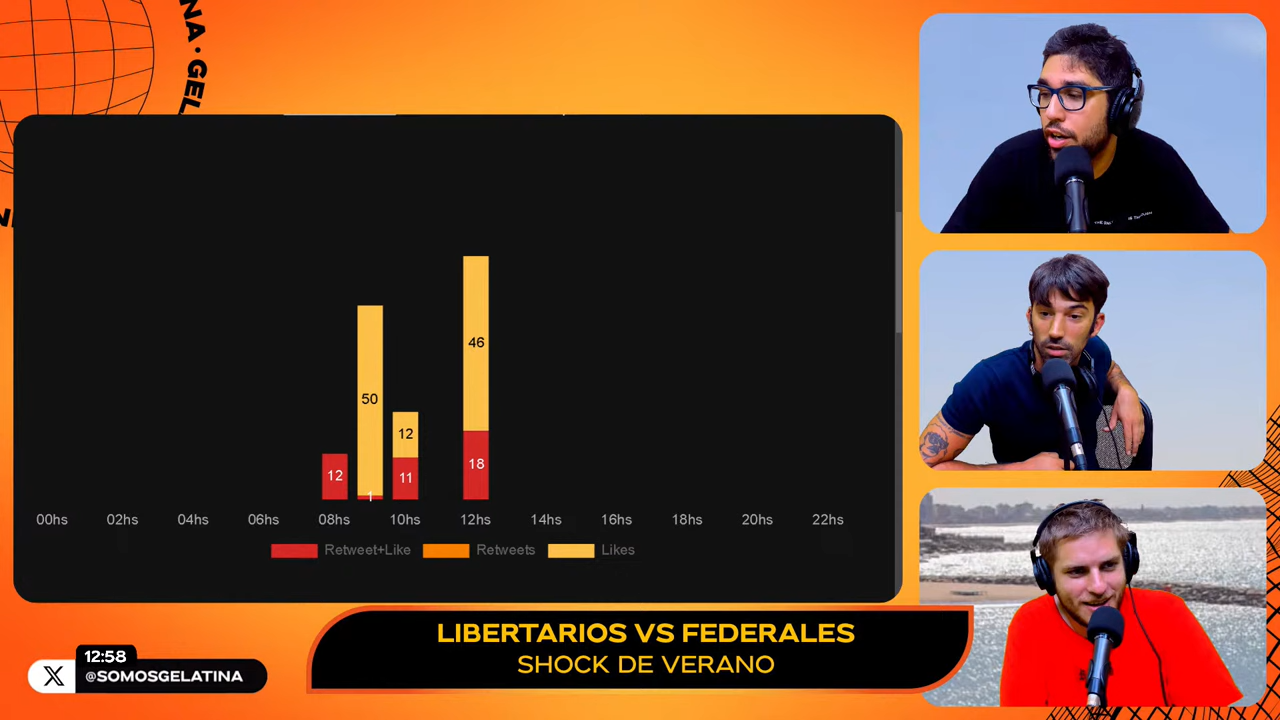 NA · GEL
46
50
12
18
12
11
1
00hs 02hs 04hs 06hs 08hs 10hs 12hs 14hs 16hs 18hs 20hs 22hs
Retweet+Like Retweets Likes
LIBERTARIOS VS FEDERALES
SHOCK DE VERANO
12:58
X @SOMOSGELATINA